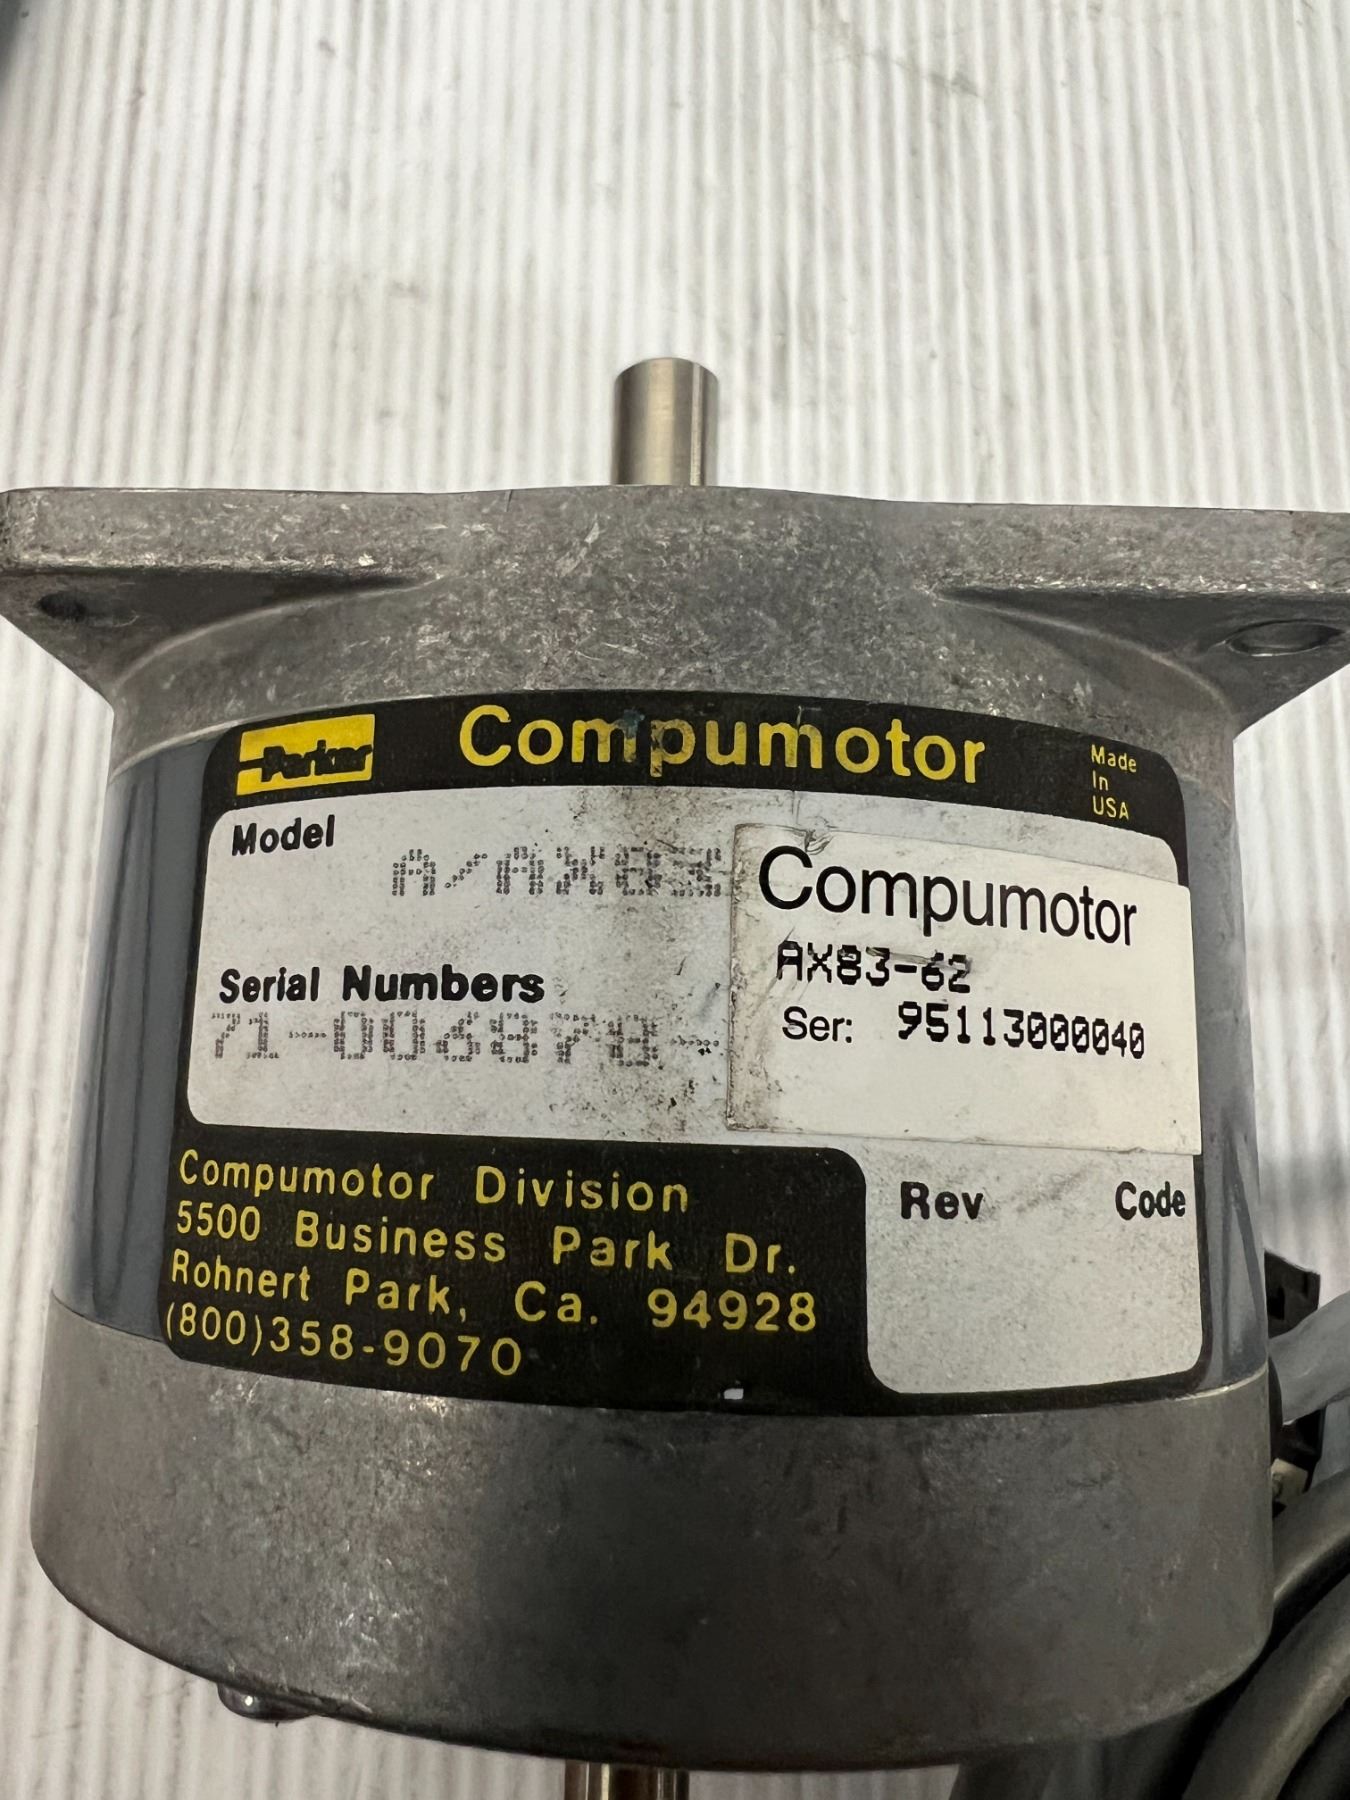 Parker Compumotor
Made
In
USA
Model
Compumotor
AX83-62
Ser: 95113000040
Serial Numbers
Rev Code
Compumotor Division
5500 Business Park Dr.
Rohnert Park, Ca. 94928
(800)358-9070